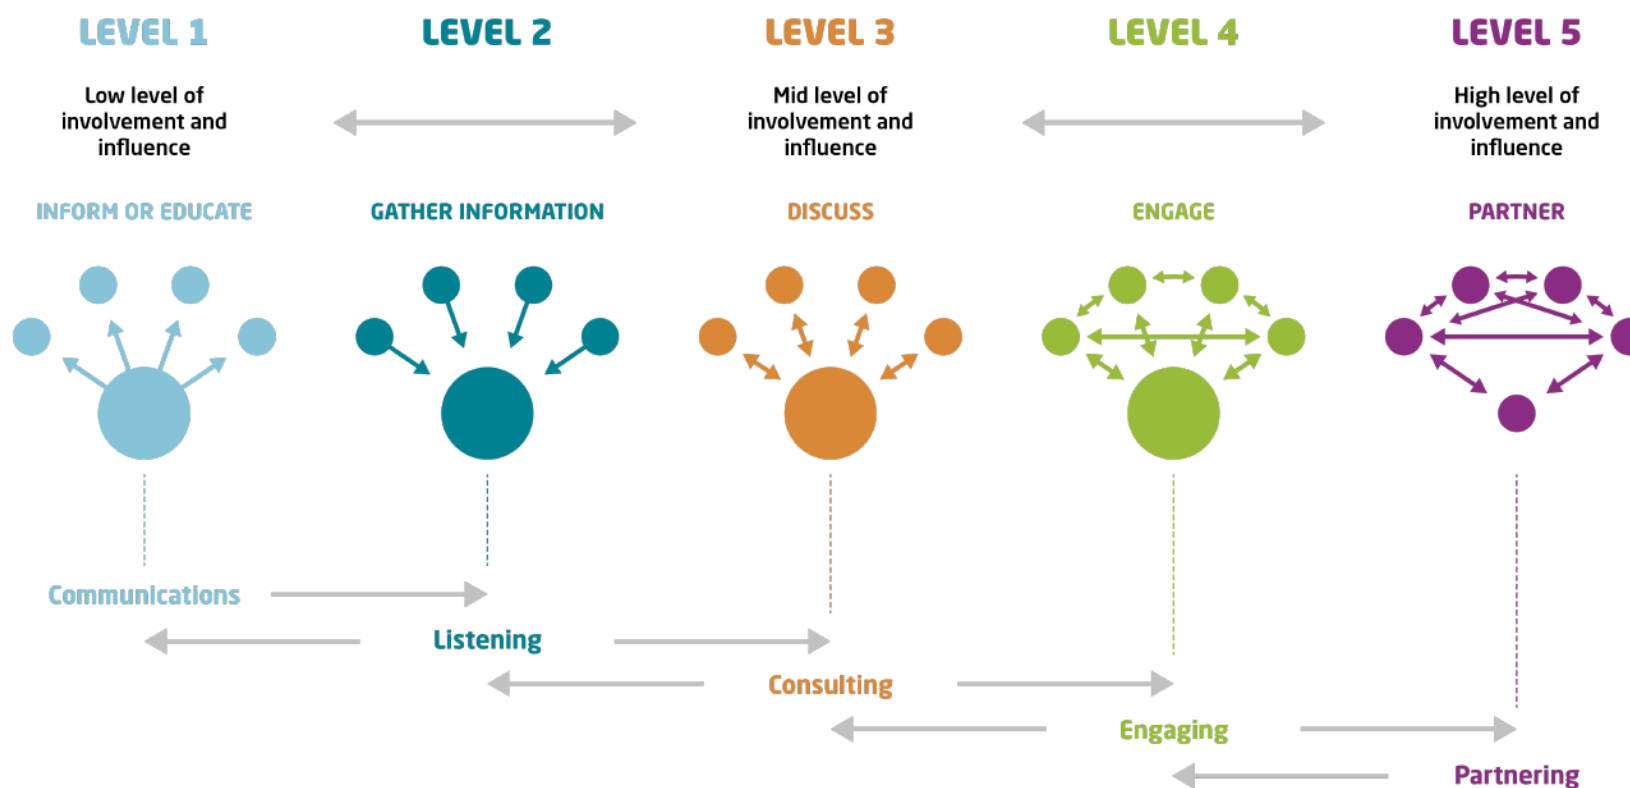 LEVEL 1
LEVEL 2
LEVEL 3
LEVEL 4
LEVEL 5
Low level of
involvement and
influence
Mid level of
involvement and
influence
High level of
involvement and
influence
INFORM OR EDUCATE
GATHER INFORMATION
DISCUSS
ENGAGE
PARTNER
Communications
Listening
Consulting
Engaging
Partnering